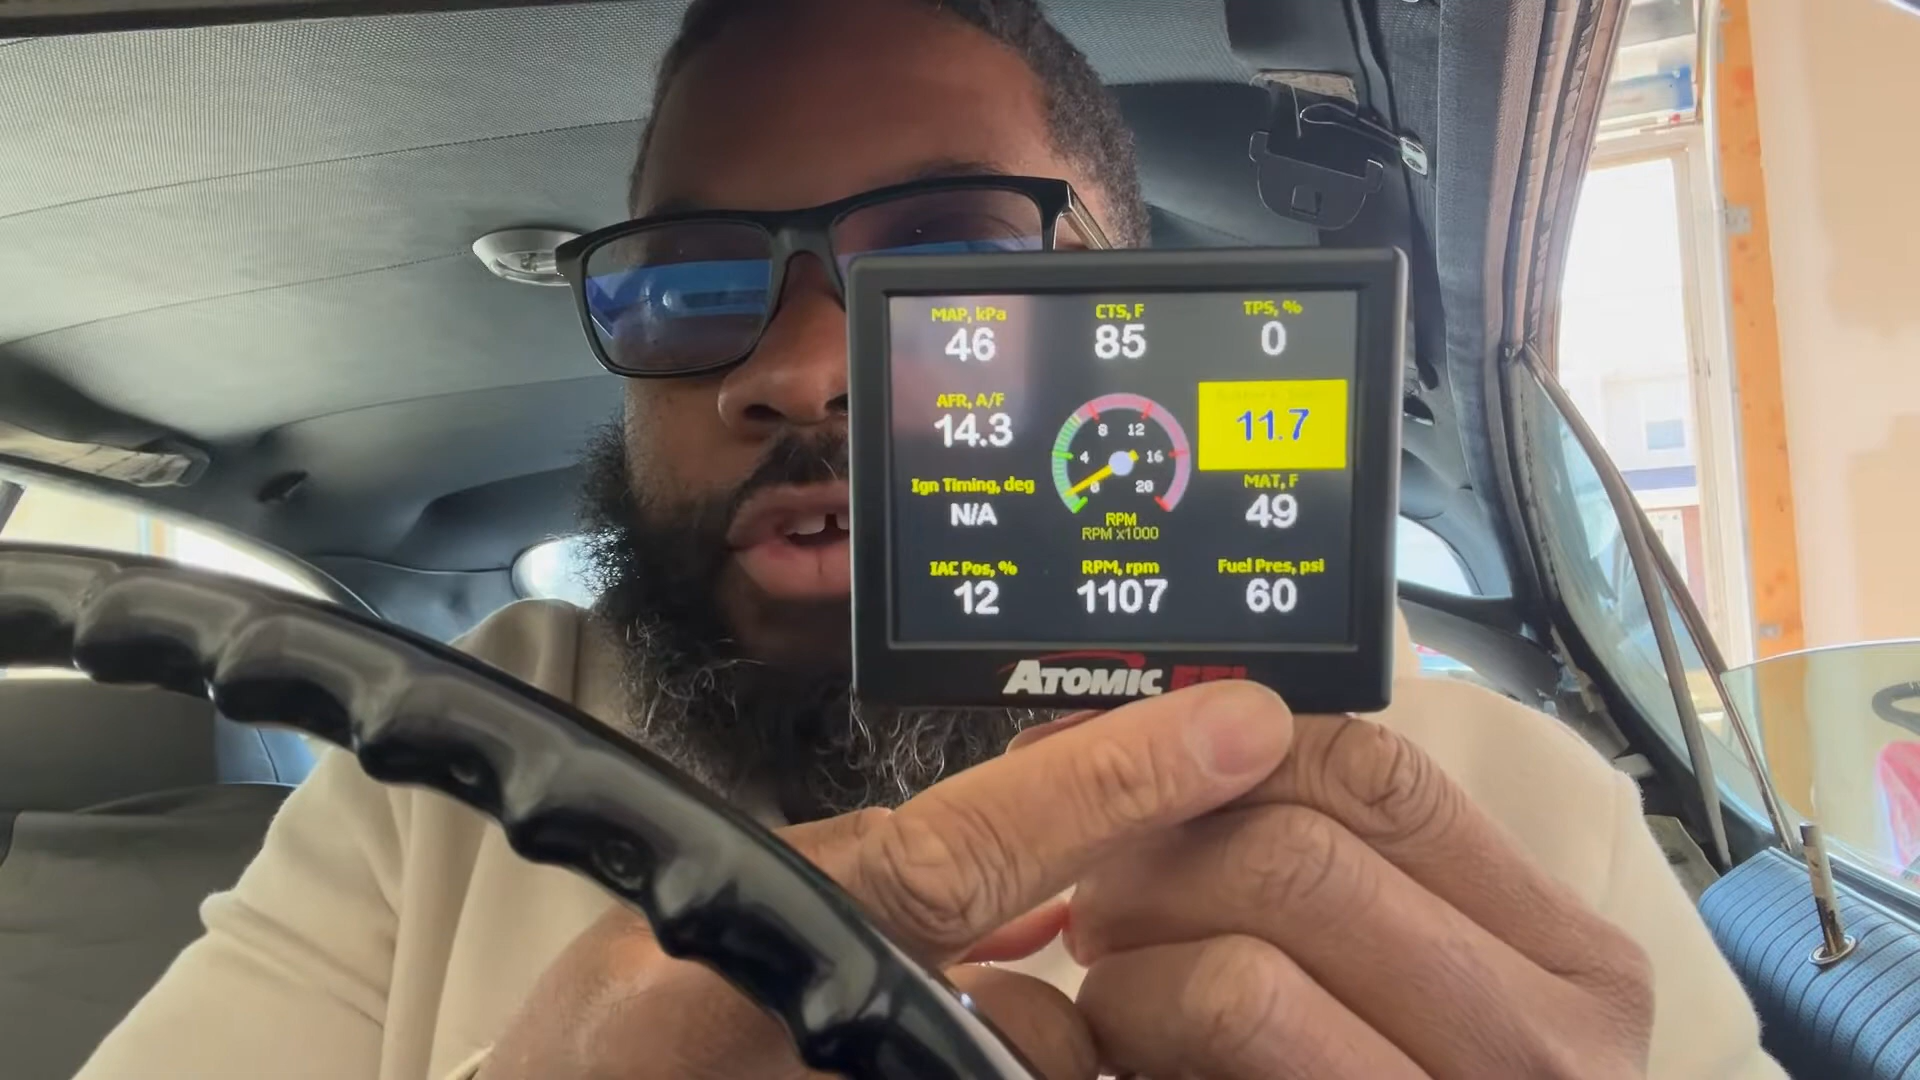 MAP, kPa
46
CTS, F
85
TPS, %
0
AFR, A/F
14.3
8 12
4 16
0 20
RPM
RPM x1000
11.7
Ign Timing, deg
N/A
MAT, F
49
IAC Pos, %
12
RPM, rpm
1107
Fuel Pres, psi
60
ATOMIC EFI